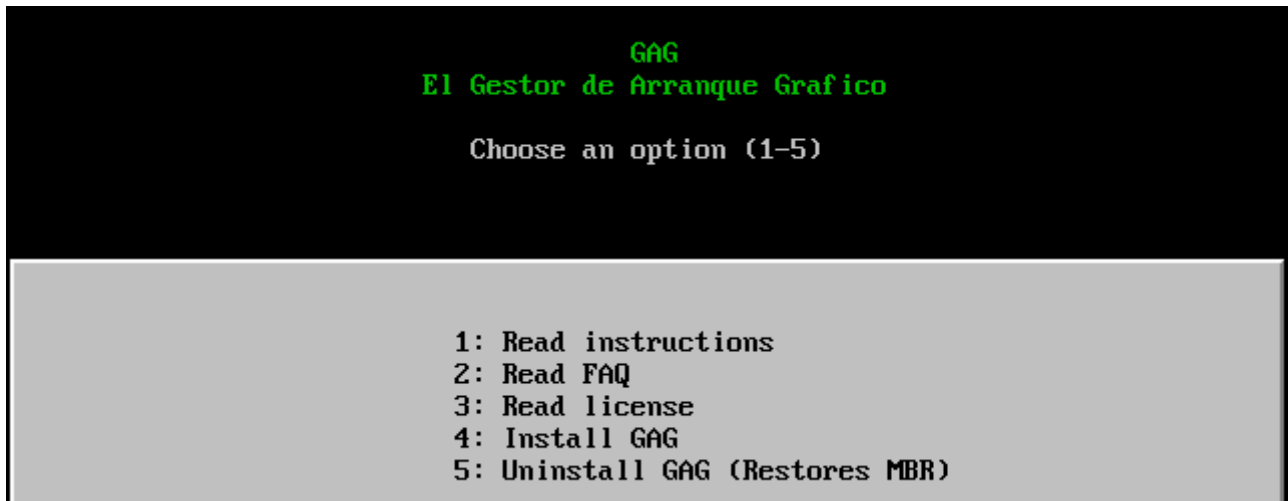 GAG
El Gestor de Arranque Grafico
Choose an option (1-5)
1: Read instructions
2: Read FAQ
3: Read license
4: Install GAG
5: Uninstall GAG (Restores MBR)